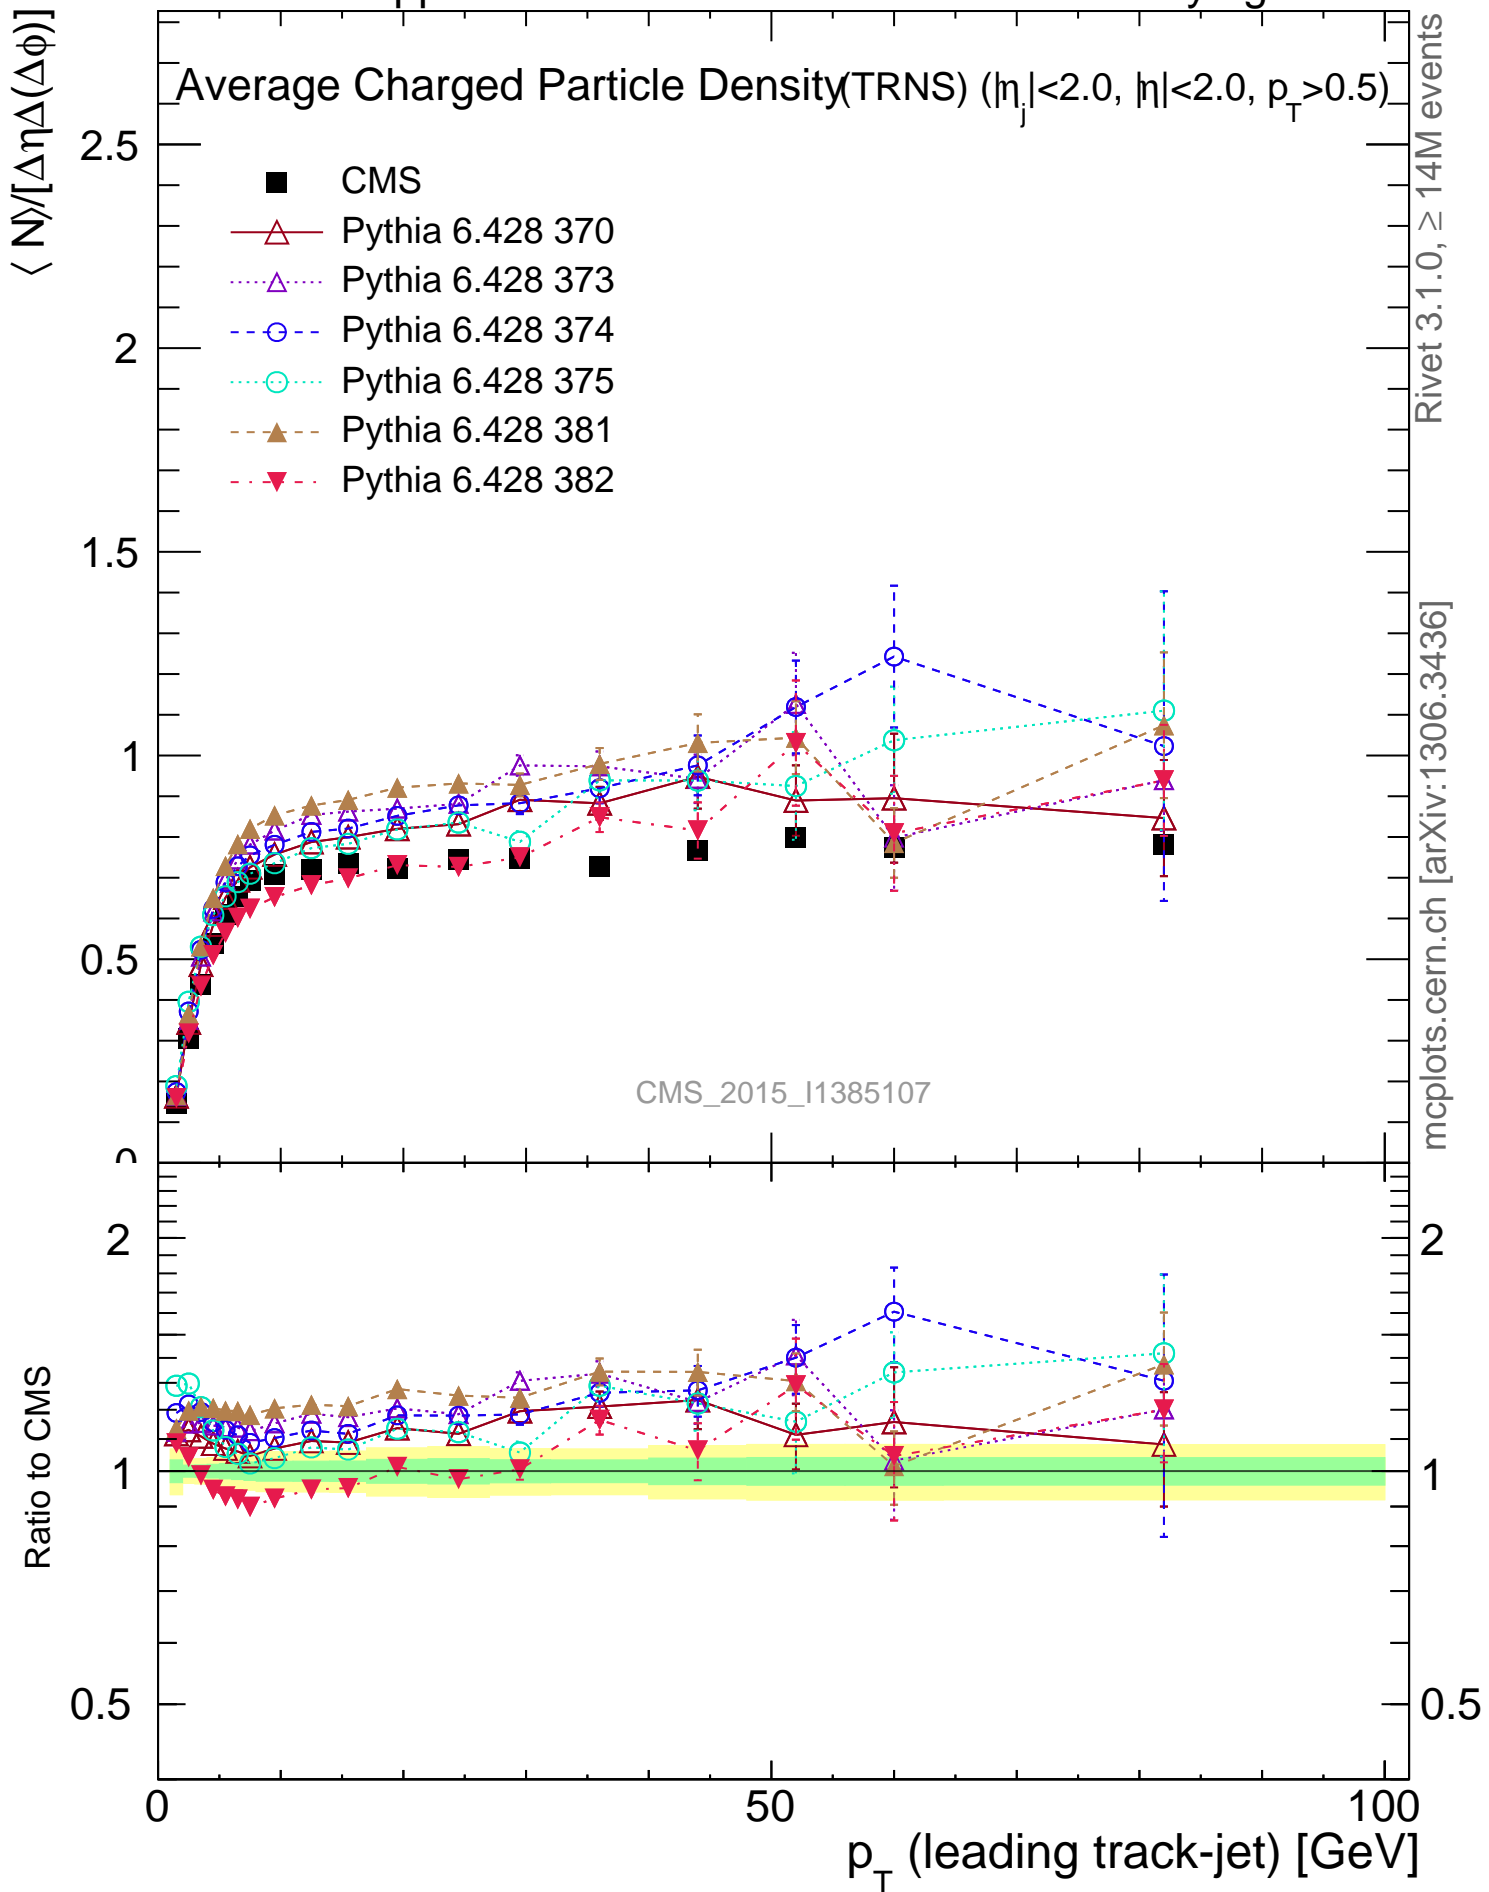 Average Charged Particle Density (TRNS) (|η_j|<2.0, |η|<2.0, p_T>0.5)
⟨ N⟩/[ΔηΔ(Δϕ)]
CMS
Pythia 6.428 370
Pythia 6.428 373
Pythia 6.428 374
Pythia 6.428 375
Pythia 6.428 381
Pythia 6.428 382
2.5
2
1.5
1
0.5
0
CMS_2015_I1385107
Rivet 3.1.0, ≥ 14M events
mcplots.cern.ch [arXiv:1306.3436]
Ratio to CMS
2
1
0.5
2
1
0.5
0
50
100
p_T (leading track-jet) [GeV]